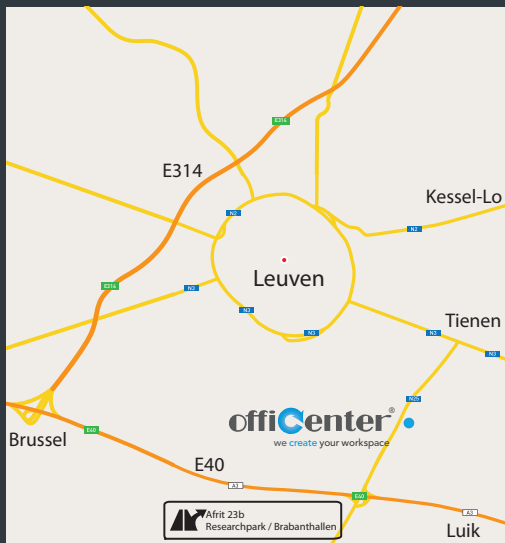 E314
E314
Kessel-Lo
N2
N2
Leuven
E314
N3
N3
N3
Tienen
N3
N3
N25
offiCenter®
we create your workspace
Brussel
E40
E40
A3
E40
Afrit 23b
Researchpark / Brabanthallen
A3
Luik